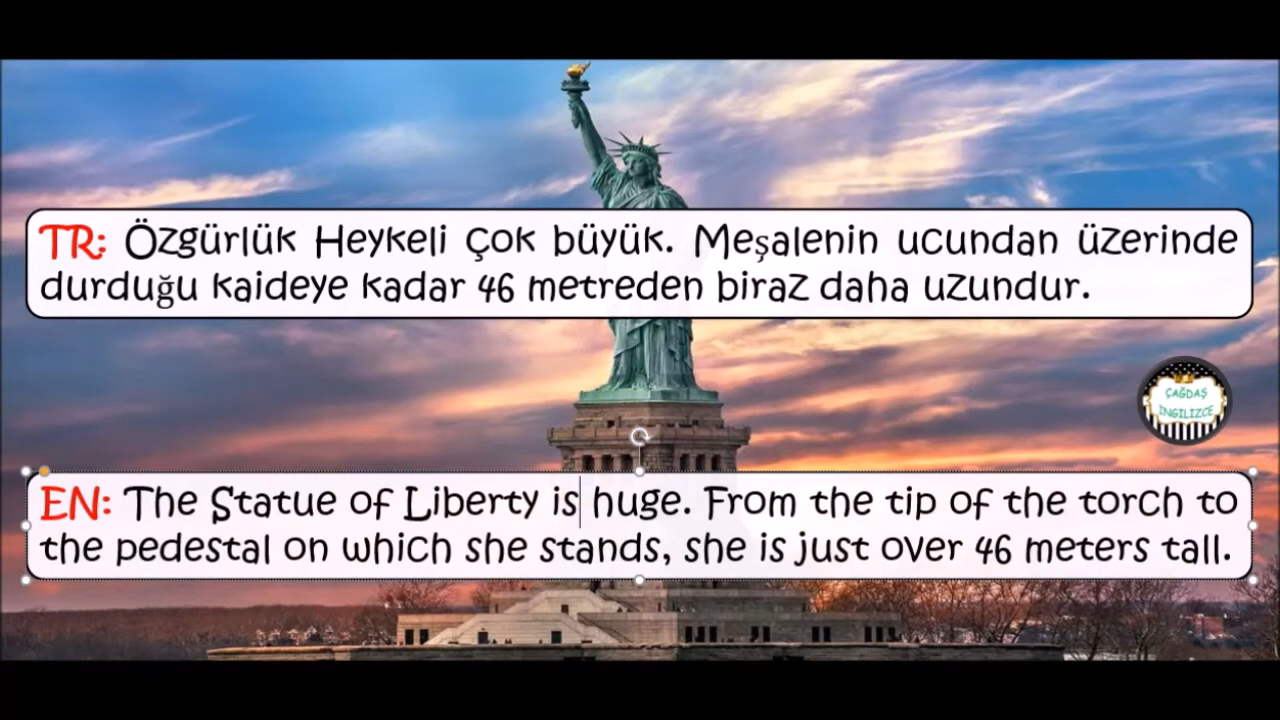 TR: Özgürlük Heykeli çok büyük. Meşalenin ucundan üzerinde
durduğu kaideye kadar 46 metreden biraz daha uzundur.
ÇAĞDAŞ
İNGİLİZCE
EN: The Statue of Liberty is huge. From the tip of the torch to
the pedestal on which she stands, she is just over 46 meters tall.